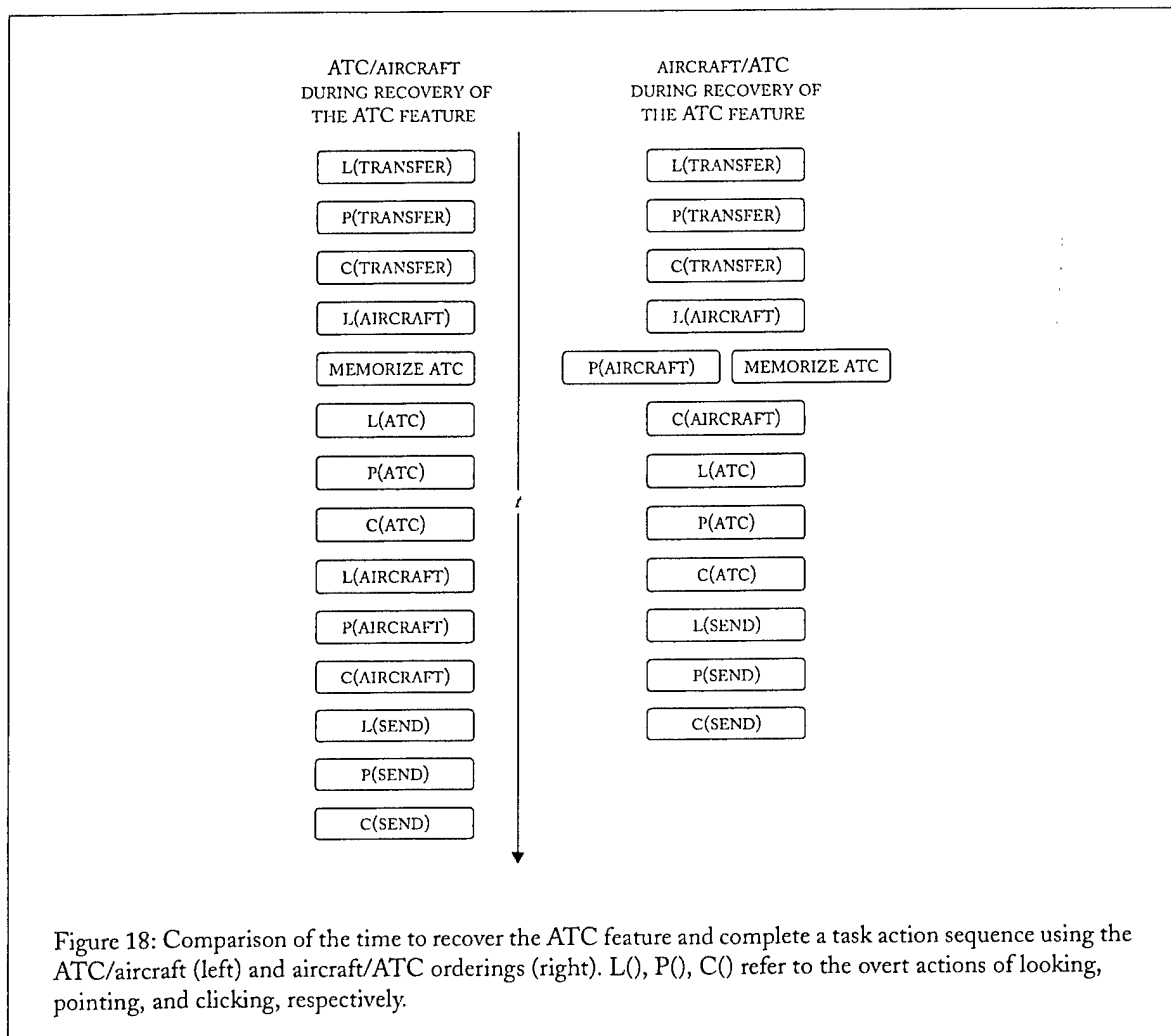 ATC/AIRCRAFT
DURING RECOVERY OF
THE ATC FEATURE
L(TRANSFER)
P(TRANSFER)
C(TRANSFER)
L(AIRCRAFT)
MEMORIZE ATC
L(ATC)
P(ATC)
C(ATC)
L(AIRCRAFT)
P(AIRCRAFT)
C(AIRCRAFT)
L(SEND)
P(SEND)
C(SEND)
t
AIRCRAFT/ATC
DURING RECOVERY OF
THE ATC FEATURE
L(TRANSFER)
P(TRANSFER)
C(TRANSFER)
L(AIRCRAFT)
P(AIRCRAFT) MEMORIZE ATC
C(AIRCRAFT)
L(ATC)
P(ATC)
C(ATC)
L(SEND)
P(SEND)
C(SEND)
Figure 18: Comparison of the time to recover the ATC feature and complete a task action sequence using the
ATC/aircraft (left) and aircraft/ATC orderings (right). L(), P(), C() refer to the overt actions of looking,
pointing, and clicking, respectively.